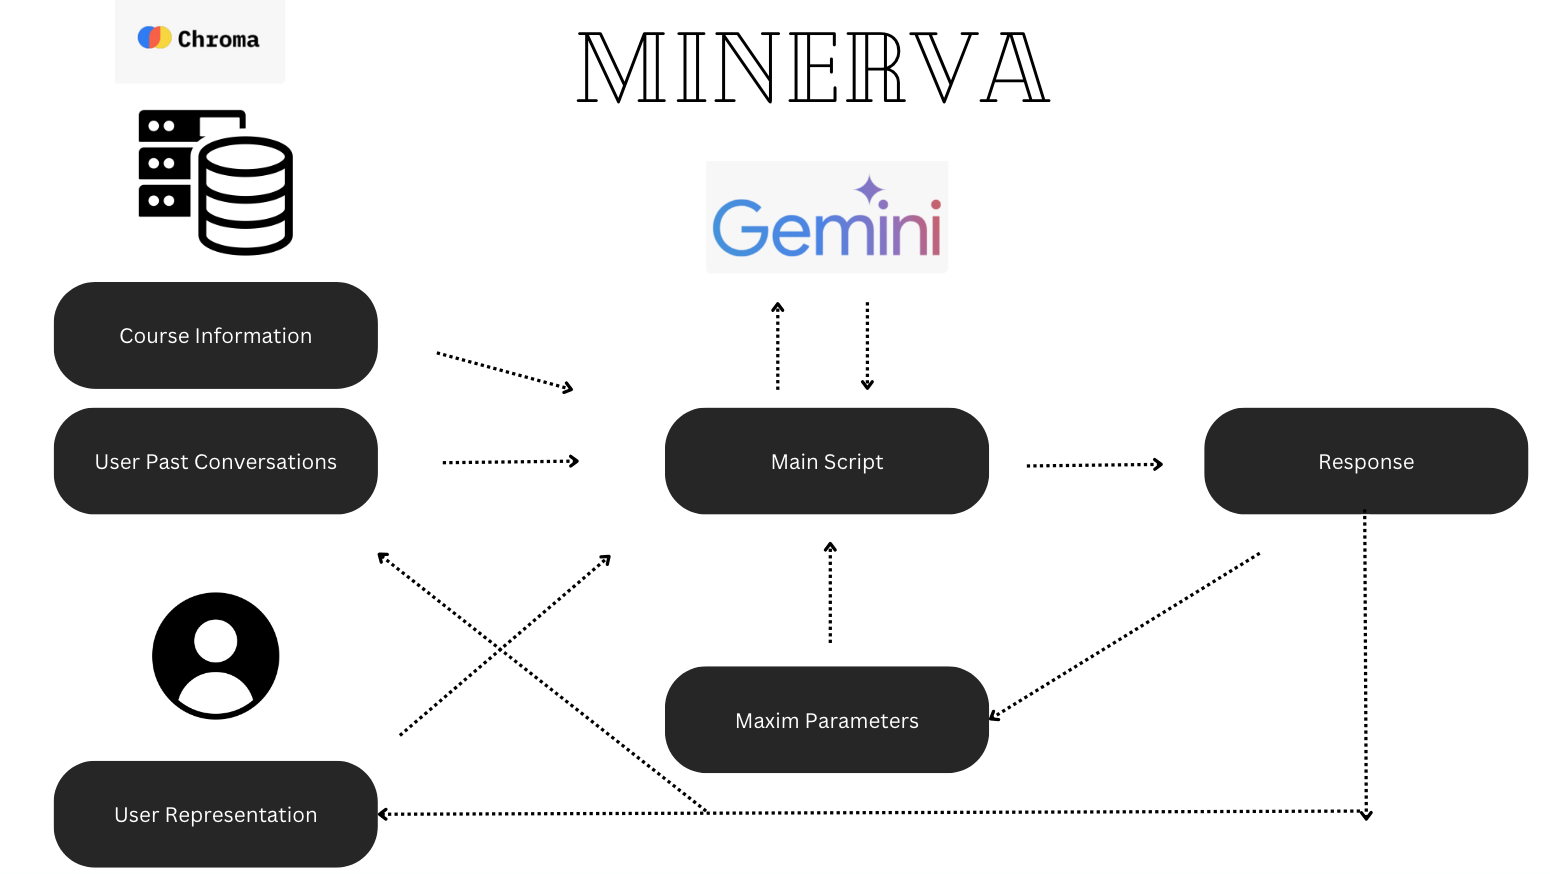 Chroma
MINERVA
Gemini
Course Information
User Past Conversations
Main Script
Response
Maxim Parameters
User Representation